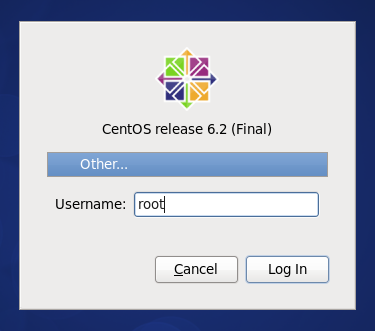 CentOS release 6.2 (Final)
Other...
Username: root
Cancel Log In